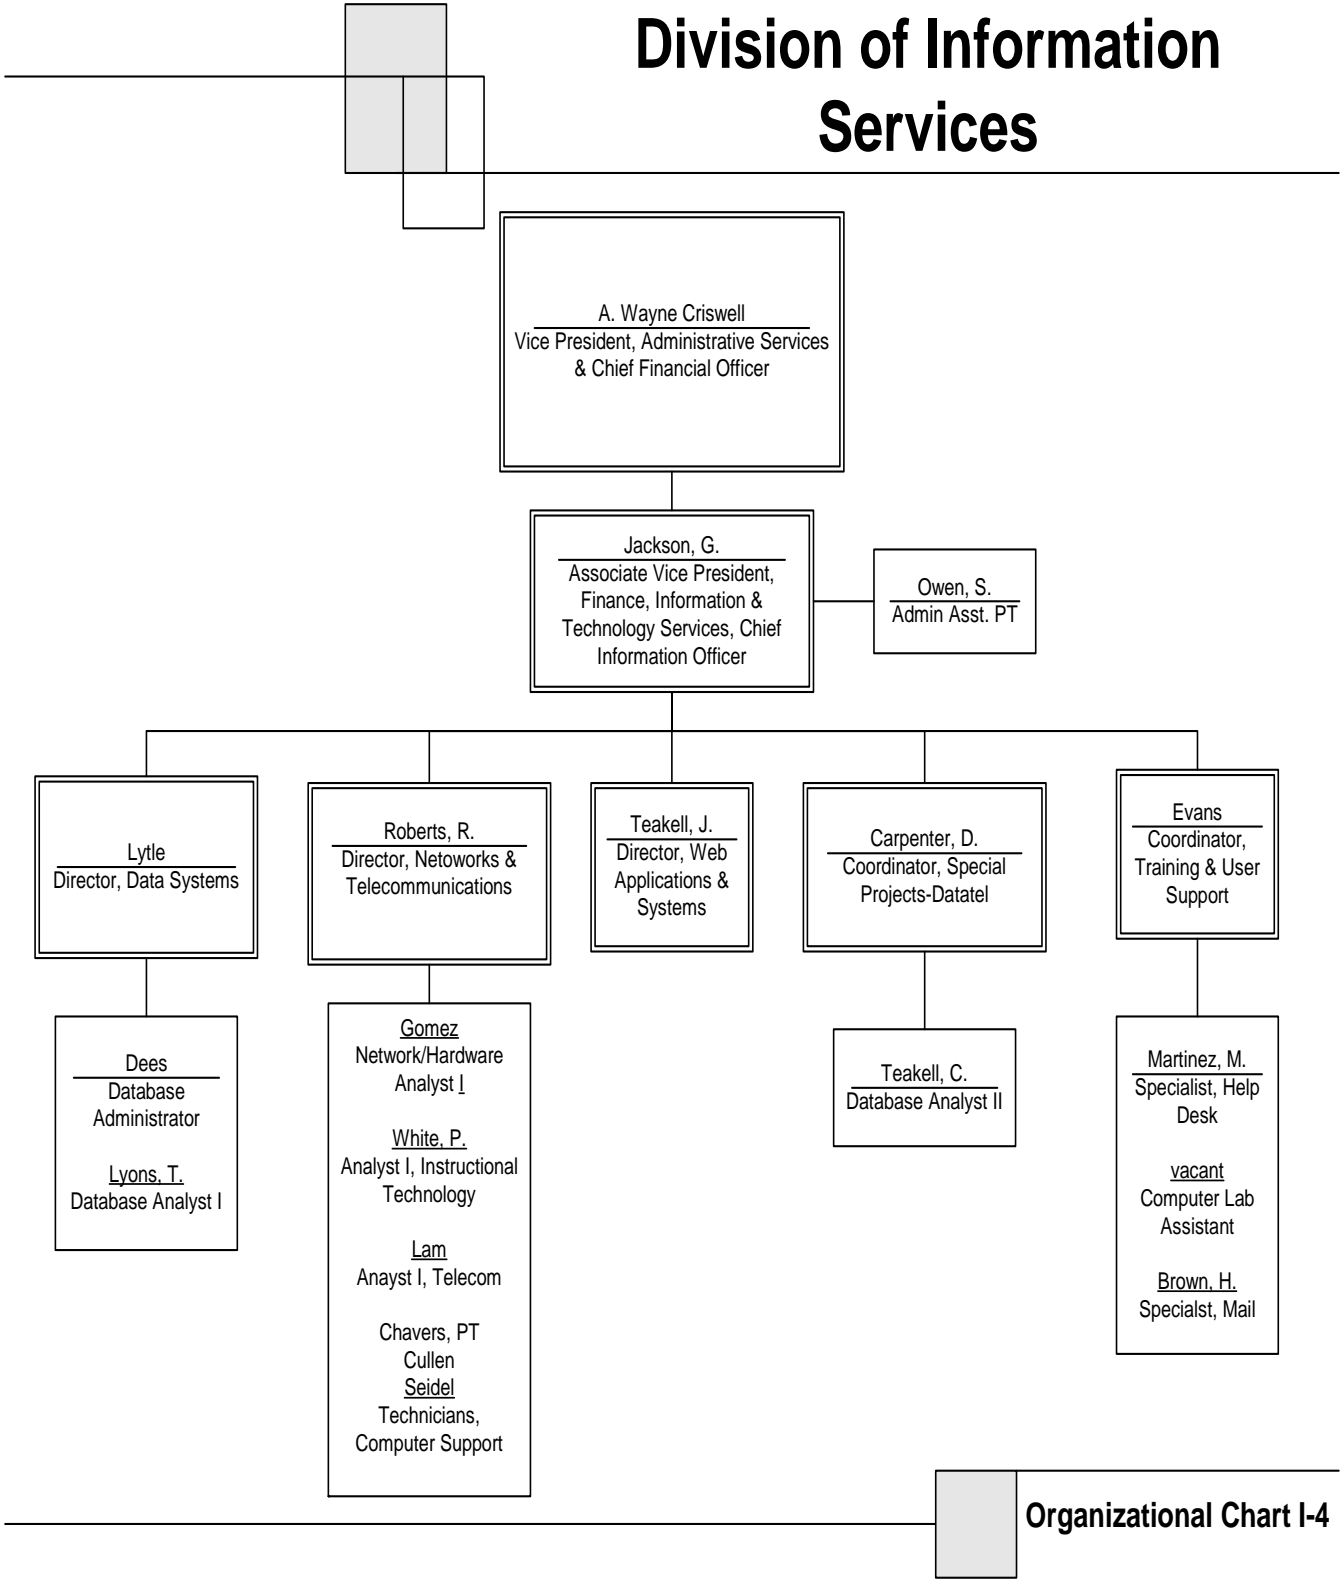 Division of Information
Services
A. Wayne Criswell
Vice President, Administrative Services
& Chief Financial Officer
Jackson, G.
Associate Vice President,
Finance, Information &
Technology Services, Chief
Information Officer
Owen, S.
Admin Asst. PT
Lytle
Director, Data Systems
Roberts, R.
Director, Netoworks &
Telecommunications
Teakell, J.
Director, Web
Applications &
Systems
Carpenter, D.
Coordinator, Special
Projects-Datatel
Evans
Coordinator,
Training & User
Support
Dees
Database
Administrator
Lyons, T.
Database Analyst I
Gomez
Network/Hardware
Analyst I
White, P.
Analyst I, Instructional
Technology
Lam
Anayst I, Telecom
Chavers, PT
Cullen
Seidel
Technicians,
Computer Support
Teakell, C.
Database Analyst II
Martinez, M.
Specialist, Help
Desk
vacant
Computer Lab
Assistant
Brown, H.
Specialst, Mail
Organizational Chart I-4